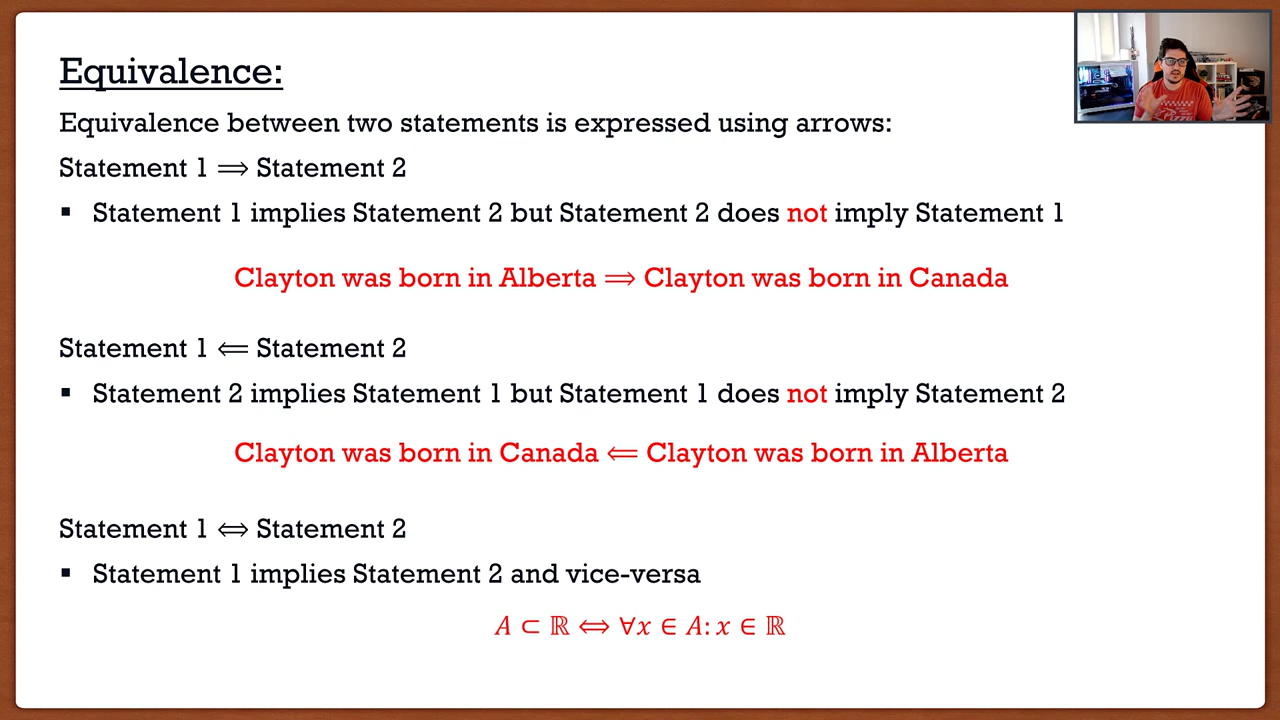 Equivalence:
Equivalence between two statements is expressed using arrows:
Statement 1 ⟹ Statement 2
▪ Statement 1 implies Statement 2 but Statement 2 does not imply Statement 1
Clayton was born in Alberta ⟹ Clayton was born in Canada
Statement 1 ⟸ Statement 2
▪ Statement 2 implies Statement 1 but Statement 1 does not imply Statement 2
Clayton was born in Canada ⟸ Clayton was born in Alberta
Statement 1 ⟺ Statement 2
▪ Statement 1 implies Statement 2 and vice-versa
A ⊂ ℝ ⟺ ∀x ∈ A: x ∈ ℝ